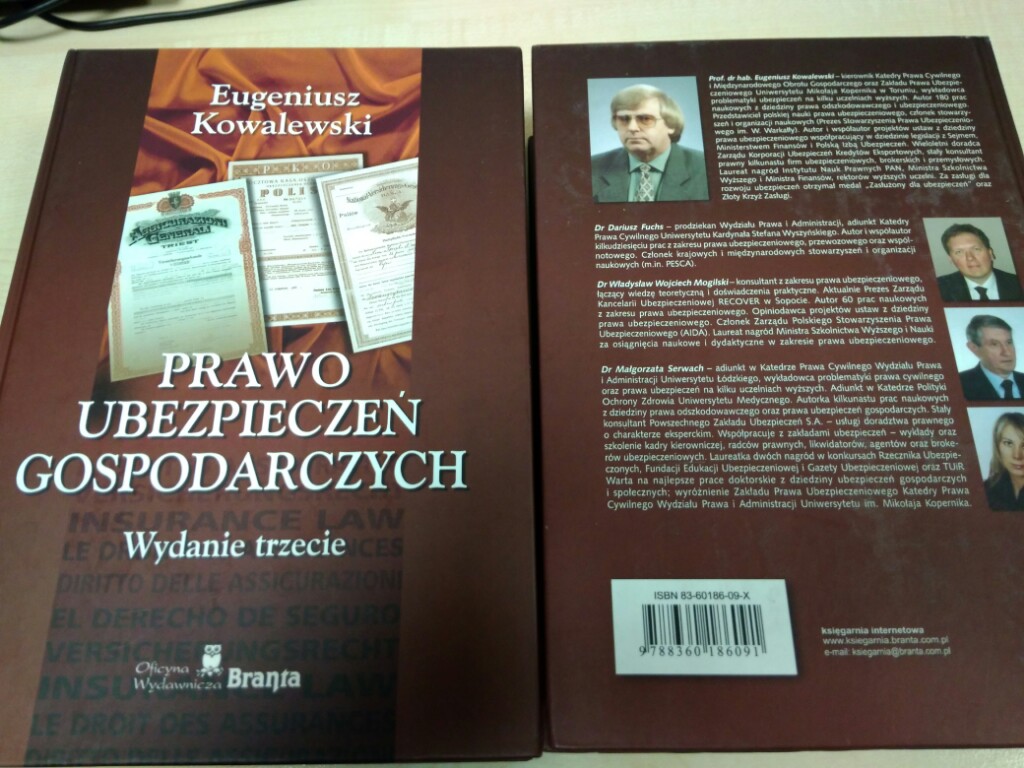 Eugeniusz
Kowalewski
ASSICURAZIONI
GENERALI
TRIEST
P K O
POLI
PRAWO
UBEZPIECZEŃ
GOSPODARCZYCH
INSURANCE LAW
Wydanie trzecie
DIRITTO DELLE ASSIGURAZIONI
EL DERECHO DE SEGURO
VERSICHERUNGSRECHT
Oficyna
Wydawnicza Branta
INSU LAW
LE DROIT DES ASSURANCES
DIRITTO DELLE ASSIGURAZIONI
Prof. dr hab. Eugeniusz Kowalewski – kierownik Katedry Prawa Cywilnego
i Międzynarodowego Obrotu Gospodarczego oraz Zakładu Prawa Ubezpie-
czeniowego Uniwersytetu Mikołaja Kopernika w Toruniu, wykładowca
problematyki ubezpieczeń na kilku uczelniach wyższych. Autor 180 prac
naukowych z dziedziny prawa odszkodowawczego i ubezpieczeniowego.
Przedstawiciel polskiej nauki prawa ubezpieczeniowego, członek stowarzy-
szeń i organizacji naukowych (Prezes Stowarzyszenia Prawa Ubezpieczenio-
wego im. W. Warkałły). Autor i współautor projektów ustaw z dziedziny
prawa ubezpieczeniowego współpracujący w dziedzinie legislacji z Sejmem,
Ministerstwem Finansów i Polską Izbą Ubezpieczeń. Wieloletni doradca
Zarządu Korporacji Ubezpieczeń Kredytów Eksportowych, stały konsultant
prawny kilkunastu firm ubezpieczeniowych, brokerskich i przemysłowych.
Laureat nagród Instytutu Nauk Prawnych PAN, Ministra Szkolnictwa
Wyższego i Ministra Finansów, rektorów wyższych uczelni. Za zasługi dla
rozwoju ubezpieczeń otrzymał medal „Zasłużony dla ubezpieczeń" oraz
Złoty Krzyż Zasługi.
Dr Dariusz Fuchs – prodziekan Wydziału Prawa i Administracji, adiunkt Katedry
Prawa Cywilnego Uniwersytetu Kardynała Stefana Wyszyńskiego. Autor i współautor
kilkudziesięciu prac z zakresu prawa ubezpieczeniowego, przewozowego oraz wspól-
notowego. Członek krajowych i międzynarodowych stowarzyszeń i organizacji
naukowych (m.in. PESCA).
Dr Władysław Wojciech Mogilski – konsultant z zakresu prawa ubezpieczeniowego,
łączący wiedzę teoretyczną i doświadczenia praktyczne. Aktualnie Prezes Zarządu
Kancelarii Ubezpieczeniowej RECOVER w Sopocie. Autor 60 prac naukowych
z zakresu prawa ubezpieczeniowego. Opiniodawca projektów ustaw z dziedziny
prawa ubezpieczeniowego. Członek Zarządu Polskiego Stowarzyszenia Prawa
Ubezpieczeniowego (AIDA). Laureat nagród Ministra Szkolnictwa Wyższego i Nauki
za osiągnięcia naukowe i dydaktyczne w zakresie prawa ubezpieczeniowego.
Dr Małgorzata Serwach – adiunkt w Katedrze Prawa Cywilnego Wydziału Prawa
i Administracji Uniwersytetu Łódzkiego, wykładowca problematyki prawa cywilnego
oraz prawa ubezpieczeń na kilku uczelniach wyższych. Adiunkt w Katedrze Polityki
Ochrony Zdrowia Uniwersytetu Medycznego. Autorka kilkunastu prac naukowych
z dziedziny prawa odszkodowawczego oraz prawa ubezpieczeń gospodarczych. Stały
konsultant Powszechnego Zakładu Ubezpieczeń S.A. – usługi doradztwa prawnego
o charakterze eksperckim. Współpracuje z zakładami ubezpieczeń – wykłady oraz
szkolenie kadry kierowniczej, radców prawnych, likwidatorów, agentów oraz broke-
rów ubezpieczeniowych. Laureatka dwóch nagród w konkursach Rzecznika Ubezpie-
czonych, Fundacji Edukacji Ubezpieczeniowej i Gazety Ubezpieczeniowej oraz TUiR
Warta na najlepsze prace doktorskie z dziedziny ubezpieczeń gospodarczych
i społecznych; wyróżnienie Zakładu Prawa Ubezpieczeniowego Katedry Prawa
Cywilnego Wydziału Prawa i Administracji Uniwersytetu im. Mikołaja Kopernika.
ISBN 83-60186-09-X
9 788360 186091
księgarnia internetowa
www.ksiegarnia.branta.com.pl
e-mail: ksiegarnia@branta.com.pl